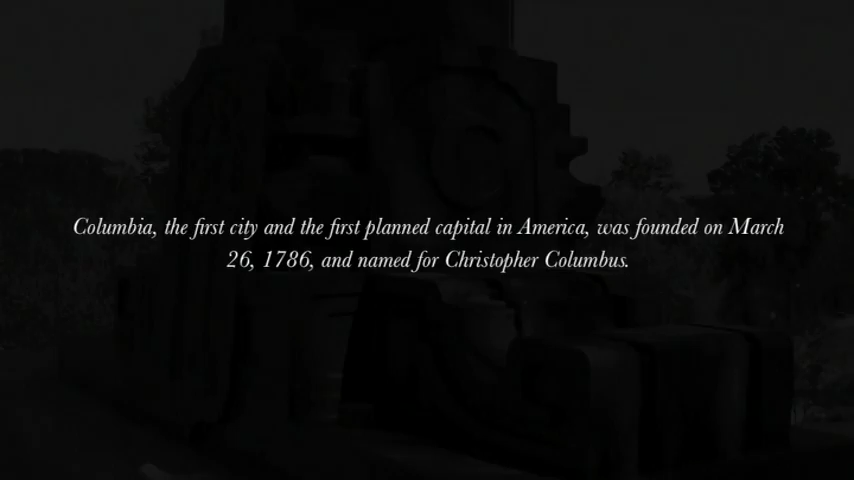 Columbia, the first city and the first planned capital in America, was founded on March
26, 1786, and named for Christopher Columbus.